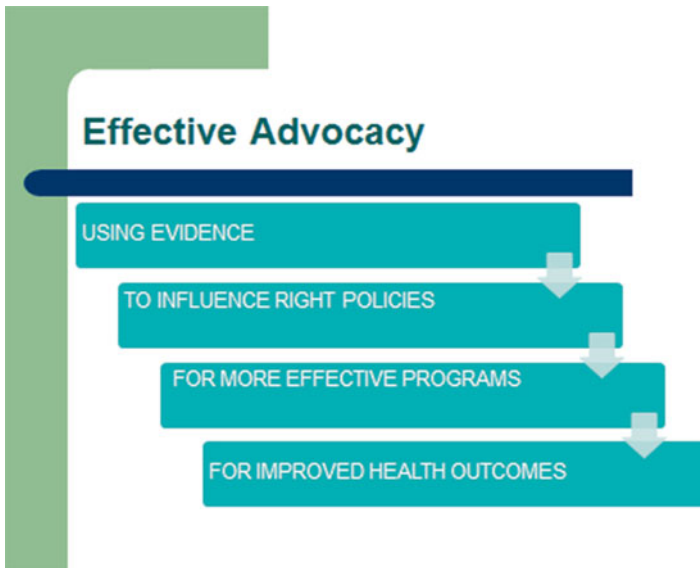 Effective Advocacy
USING EVIDENCE
TO INFLUENCE RIGHT POLICIES
FOR MORE EFFECTIVE PROGRAMS
FOR IMPROVED HEALTH OUTCOMES